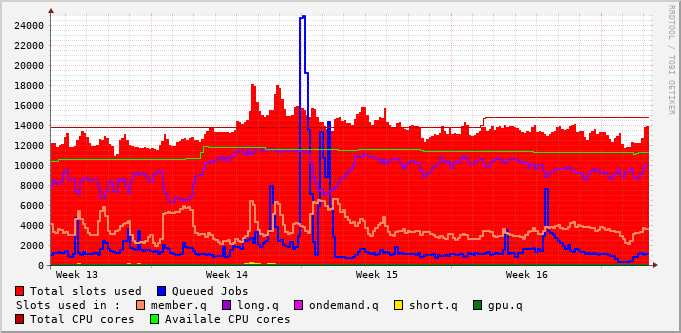 RRDTOOL / TOBI OETIKER
24000
22000
20000
18000
16000
14000
12000
10000
8000
6000
4000
2000
0
Week 13 Week 14 Week 15 Week 16
Total slots used Queued Jobs
Slots used in : member.q long.q ondemand.q short.q gpu.q
Total CPU cores Availale CPU cores